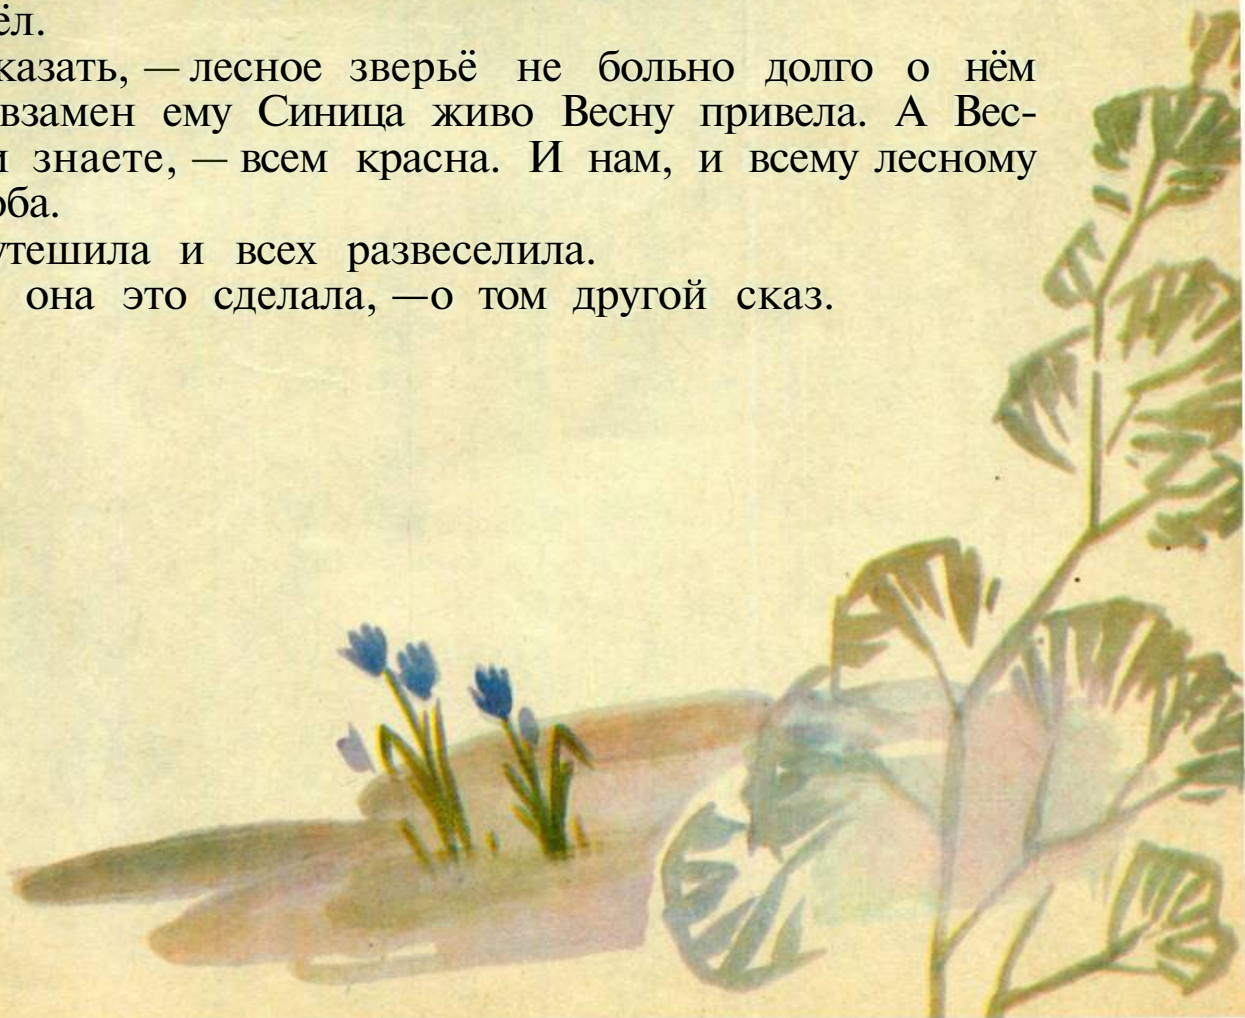 ёл.
казать, — лесное зверьё не больно долго о нём
взамен ему Синица живо Весну привела. А Вес-
и знаете, — всем красна. И нам, и всему лесному
оба.
утешила и всех развеселила.
она это сделала, —о том другой сказ.